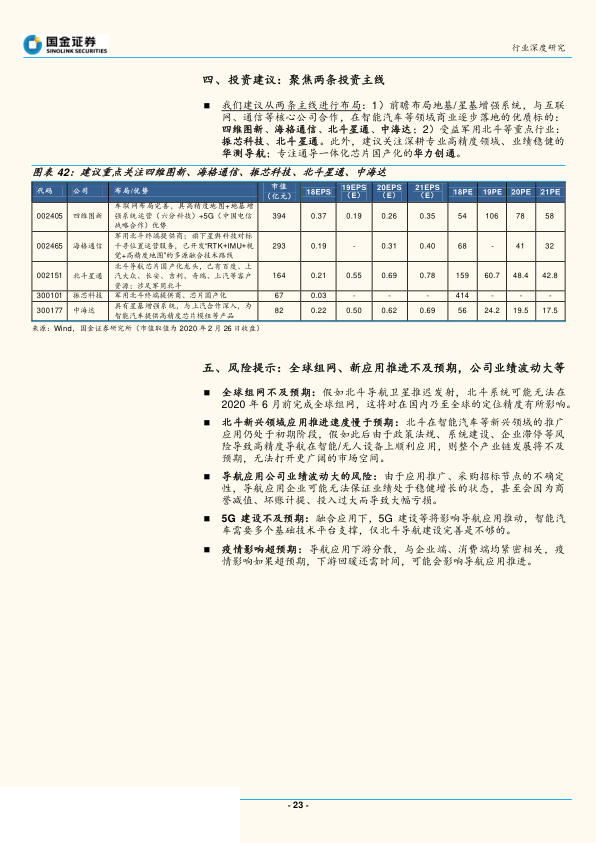 国金证券
SINOLINK SECURITIES
行业深度研究
四、投资建议：聚焦两条投资主线
■ 我们建议从两条主线进行布局：1）前瞻布局地基/星基增强系统，与互联
网、通信等核心公司合作，在智能汽车等领域商业逐步落地的优质标的：
四维图新、海格通信、北斗星通、中海达；2）受益军用北斗等重点行业：
振芯科技、北斗星通。此外，建议关注深耕专业高精度领域、业绩稳健的
华测导航；专注通导一体化芯片国产化的华力创通。
图表 42：建议重点关注四维图新、海格通信、振芯科技、北斗星通、中海达
代码 公司 布局/优势 市值（亿元） 18EPS 19EPS（E） 20EPS（E） 21EPS（E） 18PE 19PE 20PE 21PE
002405 四维图新 车联网布局完善，具高精度地图+地基增强系统运营（六分科技）+5G（中国电信战略合作）优势 394 0.37 0.19 0.26 0.35 54 106 78 58
002465 海格通信 军用北斗终端提供商；旗下星舆科技对标千寻位置运营服务，已开发“RTK+IMU+视觉+高精度地图”的多源融合技术路线 293 0.19 - 0.31 0.40 68 - 41 32
002151 北斗星通 北斗导航芯片国产化龙头，已有百度、上汽大众、长安、吉利、奇瑞、上汽等客户资源；涉足军用北斗 164 0.21 0.55 0.69 0.78 159 60.7 48.4 42.8
300101 振芯科技 军用北斗终端提供商、芯片国产化 67 0.03 - - - 414 - - -
300177 中海达 具有星基增强系统，与上汽合作深入，为智能汽车提供高精度芯片模组等产品 82 0.22 0.50 0.62 0.69 56 24.2 19.5 17.5
来源：Wind，国金证券研究所（市值取值为 2020 年 2 月 26 日收盘）
五、风险提示：全球组网、新应用推进不及预期，公司业绩波动大等
■ 全球组网不及预期：假如北斗导航卫星推迟发射，北斗系统可能无法在
2020 年 6 月前完成全球组网，这将对在国内乃至全球的定位精度有所影响。
■ 北斗新兴领域应用推进速度慢于预期：北斗在智能汽车等新兴领域的推广
应用仍处于初期阶段，假如此后由于政策法规、系统建设、企业滞停等风
险导致高精度导航在智能/无人设备上顺利应用，则整个产业链发展将不及
预期，无法打开更广阔的市场空间。
■ 导航应用公司业绩波动大的风险：由于应用推广、采购招标节点的不确定
性，导航应用企业可能无法保证业绩处于稳健增长的状态，甚至会因为商
誉减值、坏账计提、投入过大而导致大幅亏损。
■ 5G 建设不及预期：融合应用下，5G 建设等将影响导航应用推动，智能汽
车需要多个基础技术平台支撑，仅北斗导航建设完善是不够的。
■ 疫情影响超预期：导航应用下游分散，与企业端、消费端均紧密相关，疫
情影响如果超预期，下游回暖还需时间，可能会影响导航应用推进。
- 23 -